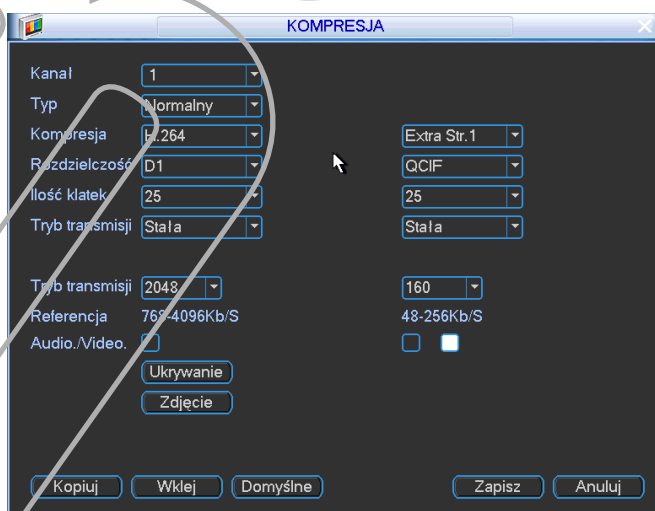 KOMPRESJA
Kanał 1
Typ Normalny
Kompresja H.264 Extra Str.1
Rozdzielczość D1 QCIF
Ilość klatek 25 25
Tryb transmisji Stała Stała
Tryb transmisji 2048 160
Referencja 768-4096Kb/S 48-256Kb/S
Audio./Video.
Ukrywanie
Zdjęcie
Kopiuj Wklej Domyślne Zapisz Anuluj